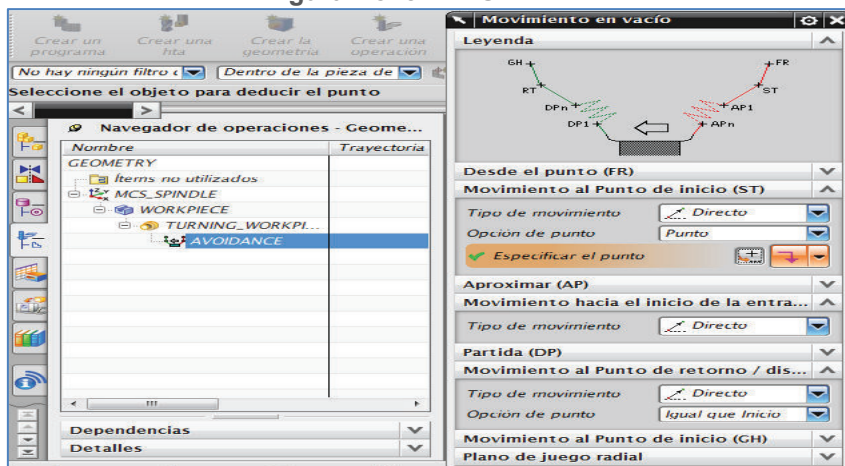 Crear un programa
Crear una hta
Crear la geometría
Crear una operación
No hay ningún filtro c
Dentro de la pieza de
Seleccione el objeto para deducir el punto
Navegador de operaciones - Geome...
Nombre
Trayectoria
GEOMETRY
Ítems no utilizados
MCS_SPINDLE
WORKPIECE
TURNING_WORKPI...
AVOIDANCE
Dependencias
Detalles
Movimiento en vacío
Leyenda
GH
FR
RT
ST
DPn
AP1
DP1
APn
Desde el punto (FR)
Movimiento al Punto de inicio (ST)
Tipo de movimiento
Directo
Opción de punto
Punto
Especificar el punto
Aproximar (AP)
Movimiento hacia el inicio de la entra...
Tipo de movimiento
Directo
Partida (DP)
Movimiento al Punto de retorno / dis...
Tipo de movimiento
Directo
Opción de punto
Igual que Inicio
Movimiento al Punto de inicio (GH)
Plano de juego radial